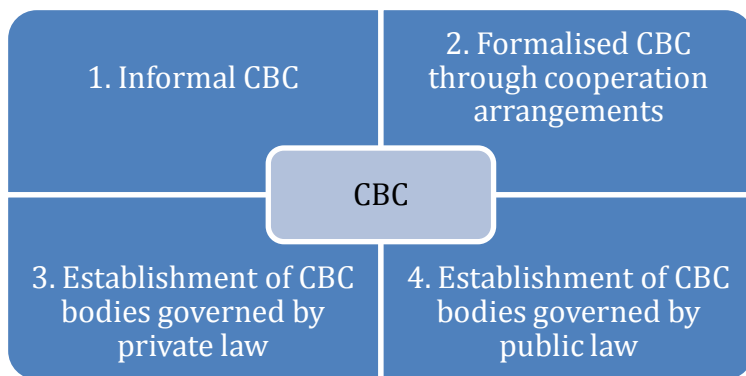 1. Informal CBC
2. Formalised CBC
through cooperation
arrangements
CBC
3. Establishment of CBC
bodies governed by
private law
4. Establishment of CBC
bodies governed by
public law